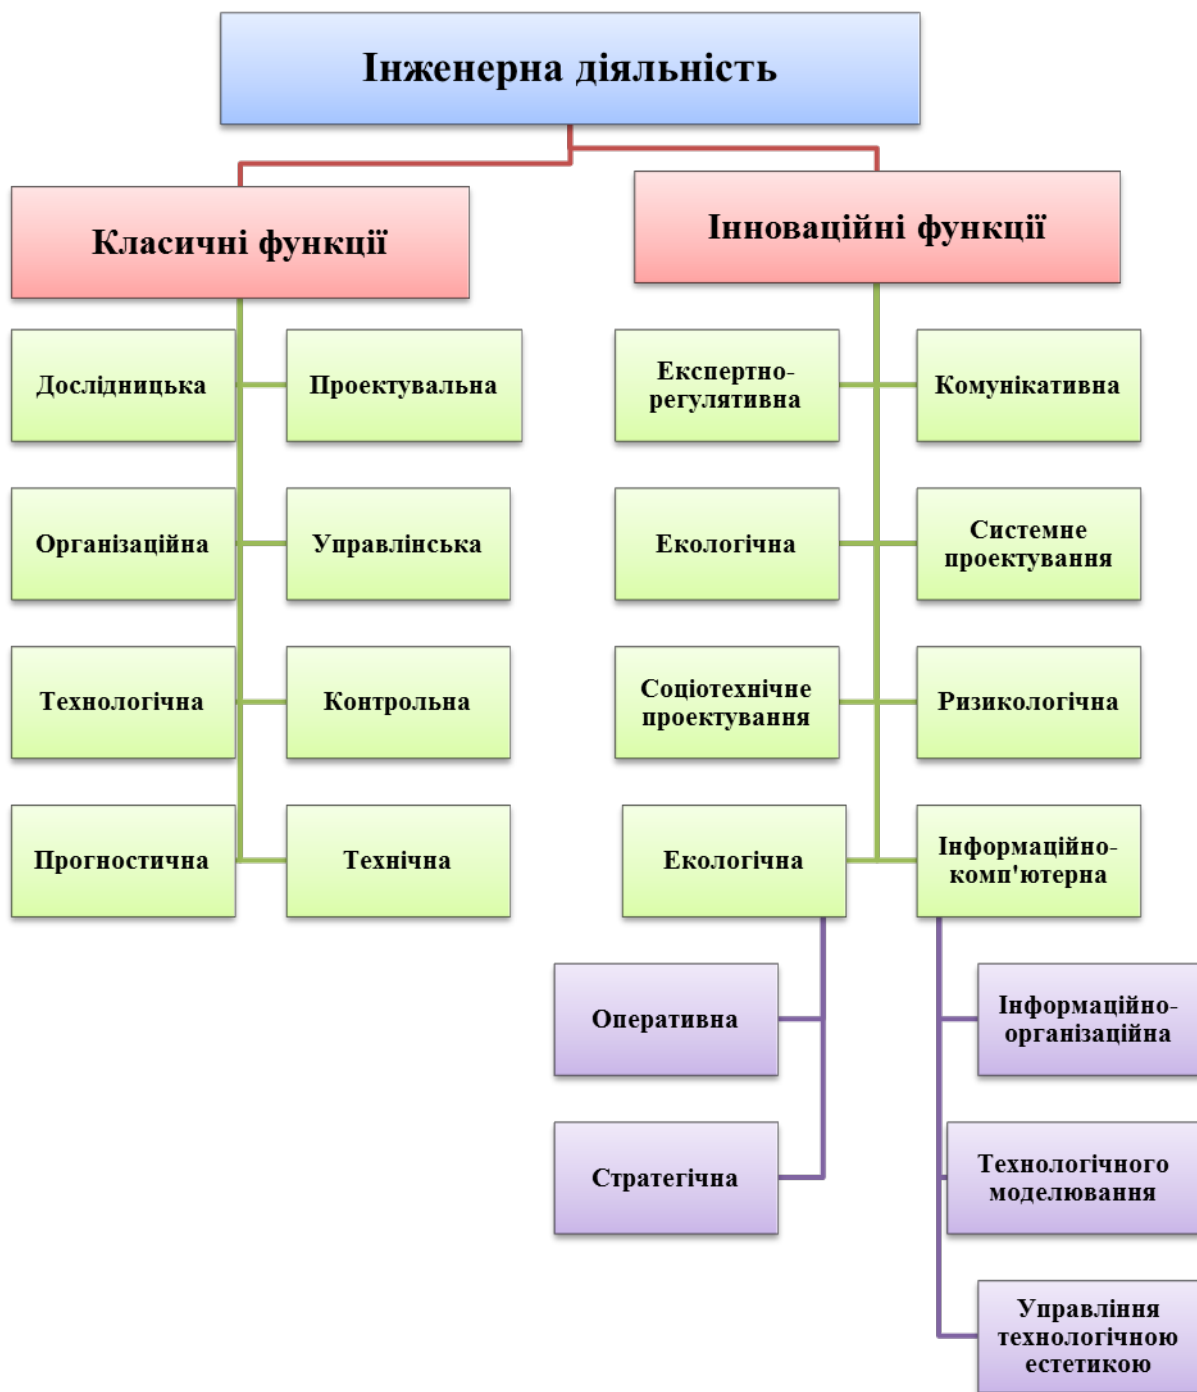 Інженерна діяльність
Класичні функції
Інноваційні функції
Дослідницька
Проектувальна
Організаційна
Управлінська
Технологічна
Контрольна
Прогностична
Технічна
Експертно-
регулятивна
Комунікативна
Екологічна
Системне
проектування
Соціотехнічне
проектування
Ризикологічна
Екологічна
Інформаційно-
комп'ютерна
Оперативна
Стратегічна
Інформаційно-
організаційна
Технологічного
моделювання
Управління
технологічною
естетикою